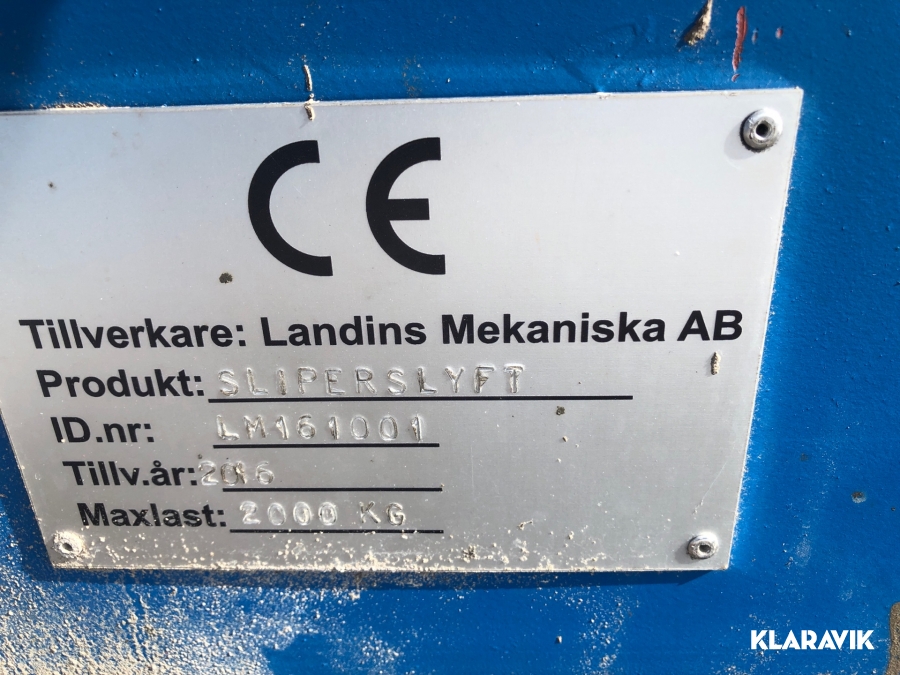 CE
Tillverkare: Landins Mekaniska AB
Produkt: SLIPERSLYFT
ID.nr: LM161001
Tillv.år: 2016
Maxlast: 2000 KG
KLARAVIK